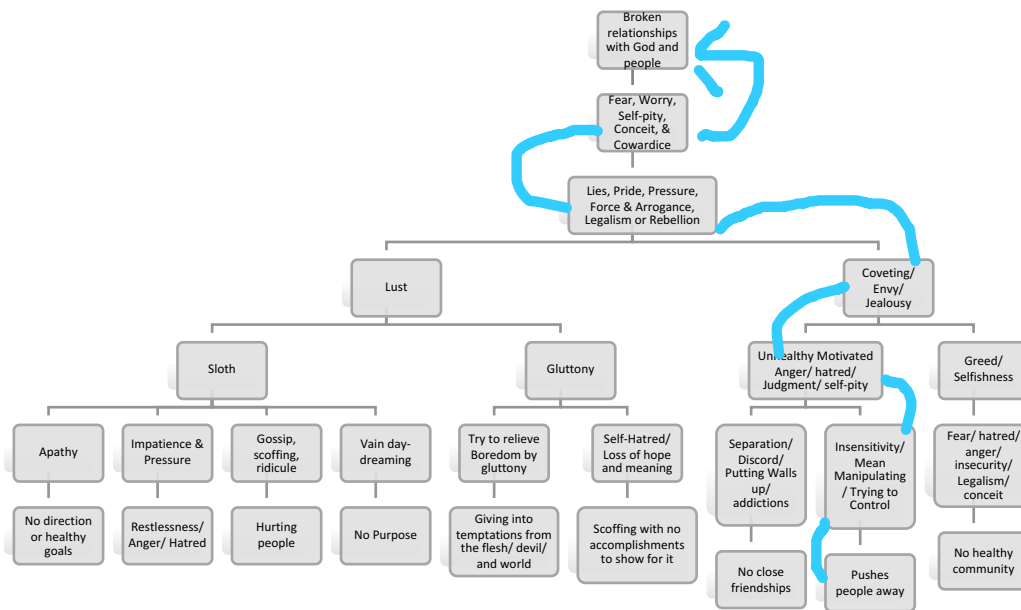 Broken
relationships
with God and
people
Fear, Worry,
Self-pity,
Conceit, &
Cowardice
Lies, Pride, Pressure,
Force & Arrogance,
Legalism or Rebellion
Lust
Coveting/
Envy/
Jealousy
Sloth
Gluttony
Unhealthy Motivated
Anger/ hatred/
Judgment/ self-pity
Greed/
Selfishness
Apathy
Impatience &
Pressure
Gossip,
scoffing,
ridicule
Vain day-
dreaming
Try to relieve
Boredom by
gluttony
Self-Hatred/
Loss of hope
and meaning
Separation/
Discord/
Putting Walls
up/
addictions
Insensitivity/
Mean
Manipulating
/ Trying to
Control
Fear/ hatred/
anger/
insecurity/
Legalism/
conceit
No direction
or healthy
goals
Restlessness/
Anger/ Hatred
Hurting
people
No Purpose
Giving into
temptations from
the flesh/ devil/
and world
Scoffing with no
accomplishments
to show for it
No close
friendships
Pushes
people away
No healthy
community